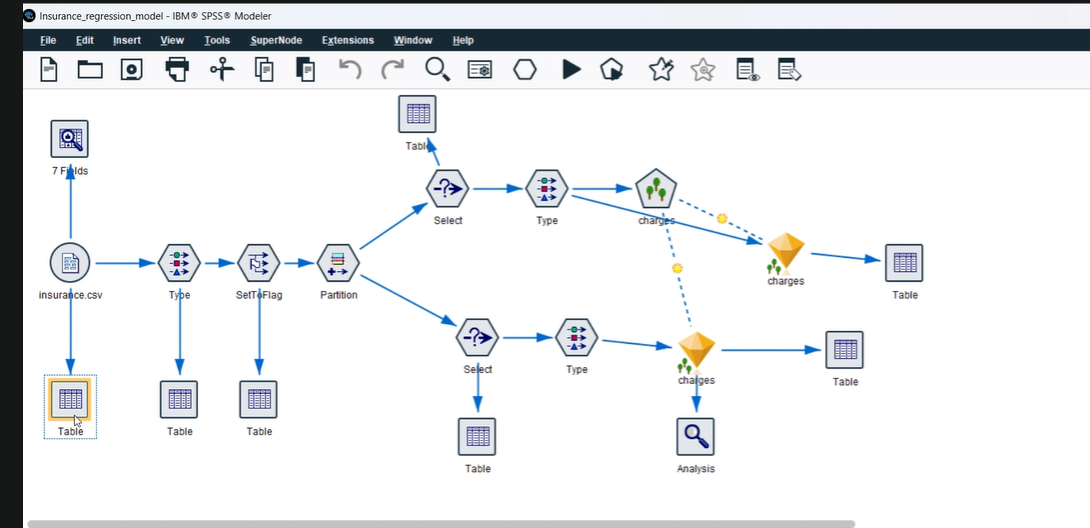 Insurance_regression_model - IBM® SPSS® Modeler
File Edit Insert View Tools SuperNode Extensions Window Help
Table
7 Fields
Select
Type
charges
insurance.csv
Type
SetToFlag
Partition
charges
Table
Select
Type
charges
Table
Table
Table
Table
Table
Analysis